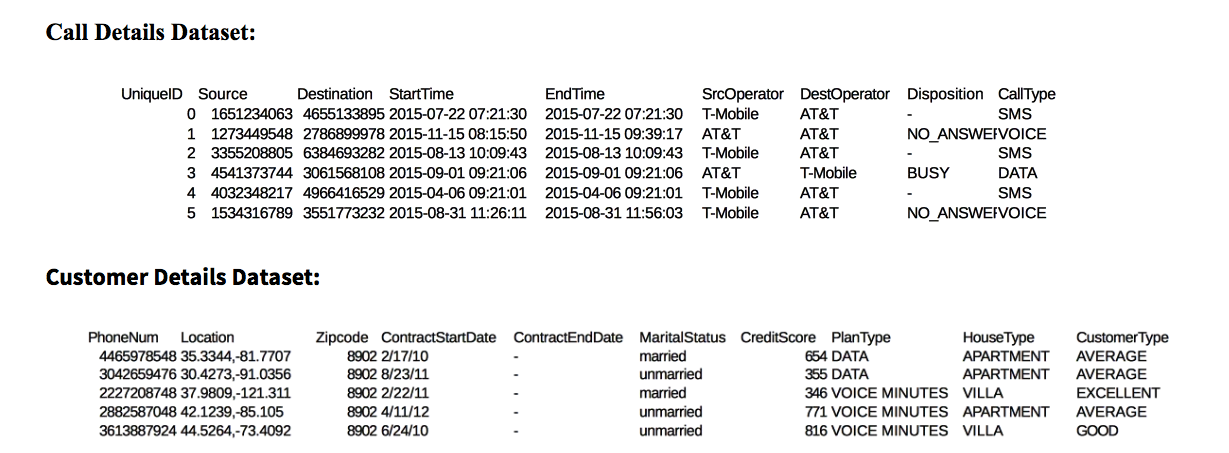 Call Details Dataset:
UniqueID Source Destination StartTime EndTime SrcOperator DestOperator Disposition CallType
0 1651234063 4655133895 2015-07-22 07:21:30 2015-07-22 07:21:30 T-Mobile AT&T - SMS
1 1273449548 2786899978 2015-11-15 08:15:50 2015-11-15 09:39:17 AT&T AT&T NO_ANSWER VOICE
2 3355208805 6384693282 2015-08-13 10:09:43 2015-08-13 10:09:43 T-Mobile AT&T - SMS
3 4541373744 3061568108 2015-09-01 09:21:06 2015-09-01 09:21:06 AT&T T-Mobile BUSY DATA
4 4032348217 4966416529 2015-04-06 09:21:01 2015-04-06 09:21:01 T-Mobile AT&T - SMS
5 1534316789 3551773232 2015-08-31 11:26:11 2015-08-31 11:56:03 T-Mobile AT&T NO_ANSWER VOICE
Customer Details Dataset:
PhoneNum Location Zipcode ContractStartDate ContractEndDate MaritalStatus CreditScore PlanType HouseType CustomerType
4465978548 35.3344,-81.7707 8902 2/17/10 - married 654 DATA APARTMENT AVERAGE
3042659476 30.4273,-91.0356 8902 8/23/11 - unmarried 355 DATA APARTMENT AVERAGE
2227208748 37.9809,-121.311 8902 2/22/11 - married 346 VOICE MINUTES VILLA EXCELLENT
2882587048 42.1239,-85.105 8902 4/11/12 - unmarried 771 VOICE MINUTES APARTMENT AVERAGE
3613887924 44.5264,-73.4092 8902 6/24/10 - unmarried 816 VOICE MINUTES VILLA GOOD